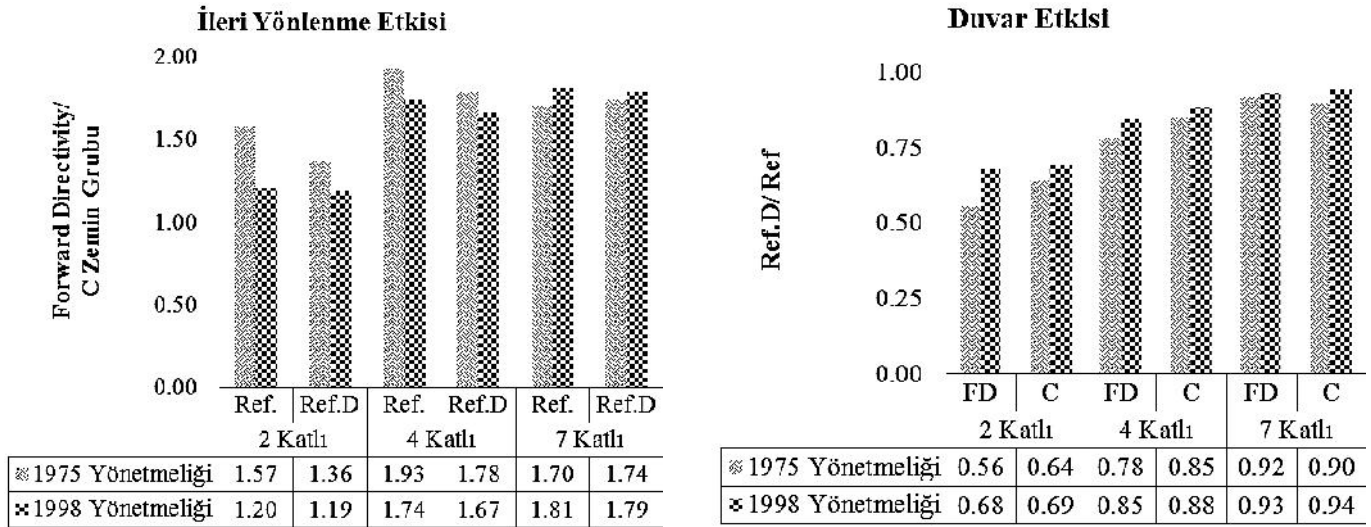 İleri Yönlenme Etkisi
Forward Directivity/
C Zemin Grubu
2.00
1.50
1.00
0.50
0.00
Ref. Ref.D Ref. Ref.D Ref. Ref.D
2 Katlı 4 Katlı 7 Katlı
1975 Yönetmeliği 1.57 1.36 1.93 1.78 1.70 1.74
1998 Yönetmeliği 1.20 1.19 1.74 1.67 1.81 1.79
Duvar Etkisi
Ref.D/ Ref
1.00
0.75
0.50
0.25
0.00
FD C FD C FD C
2 Katlı 4 Katlı 7 Katlı
1975 Yönetmeliği 0.56 0.64 0.78 0.85 0.92 0.90
1998 Yönetmeliği 0.68 0.69 0.85 0.88 0.93 0.94